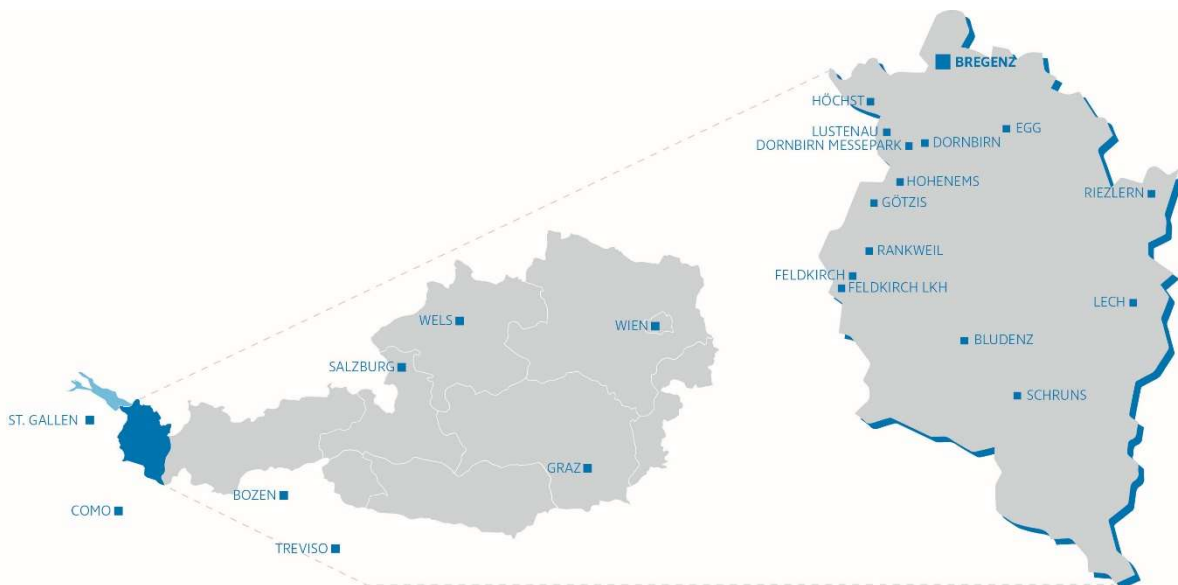 BREGENZ
HÖCHST
LUSTENAU
EGG
DORNBIRN MESSEPARK
DORNBIRN
HOHENEMS
RIEZLERN
GÖTZIS
RANKWEIL
FELDKIRCH
FELDKIRCH LKH
LECH
BLUDENZ
SCHRUNS
WELS
WIEN
SALZBURG
ST. GALLEN
GRAZ
BOZEN
COMO
TREVISO